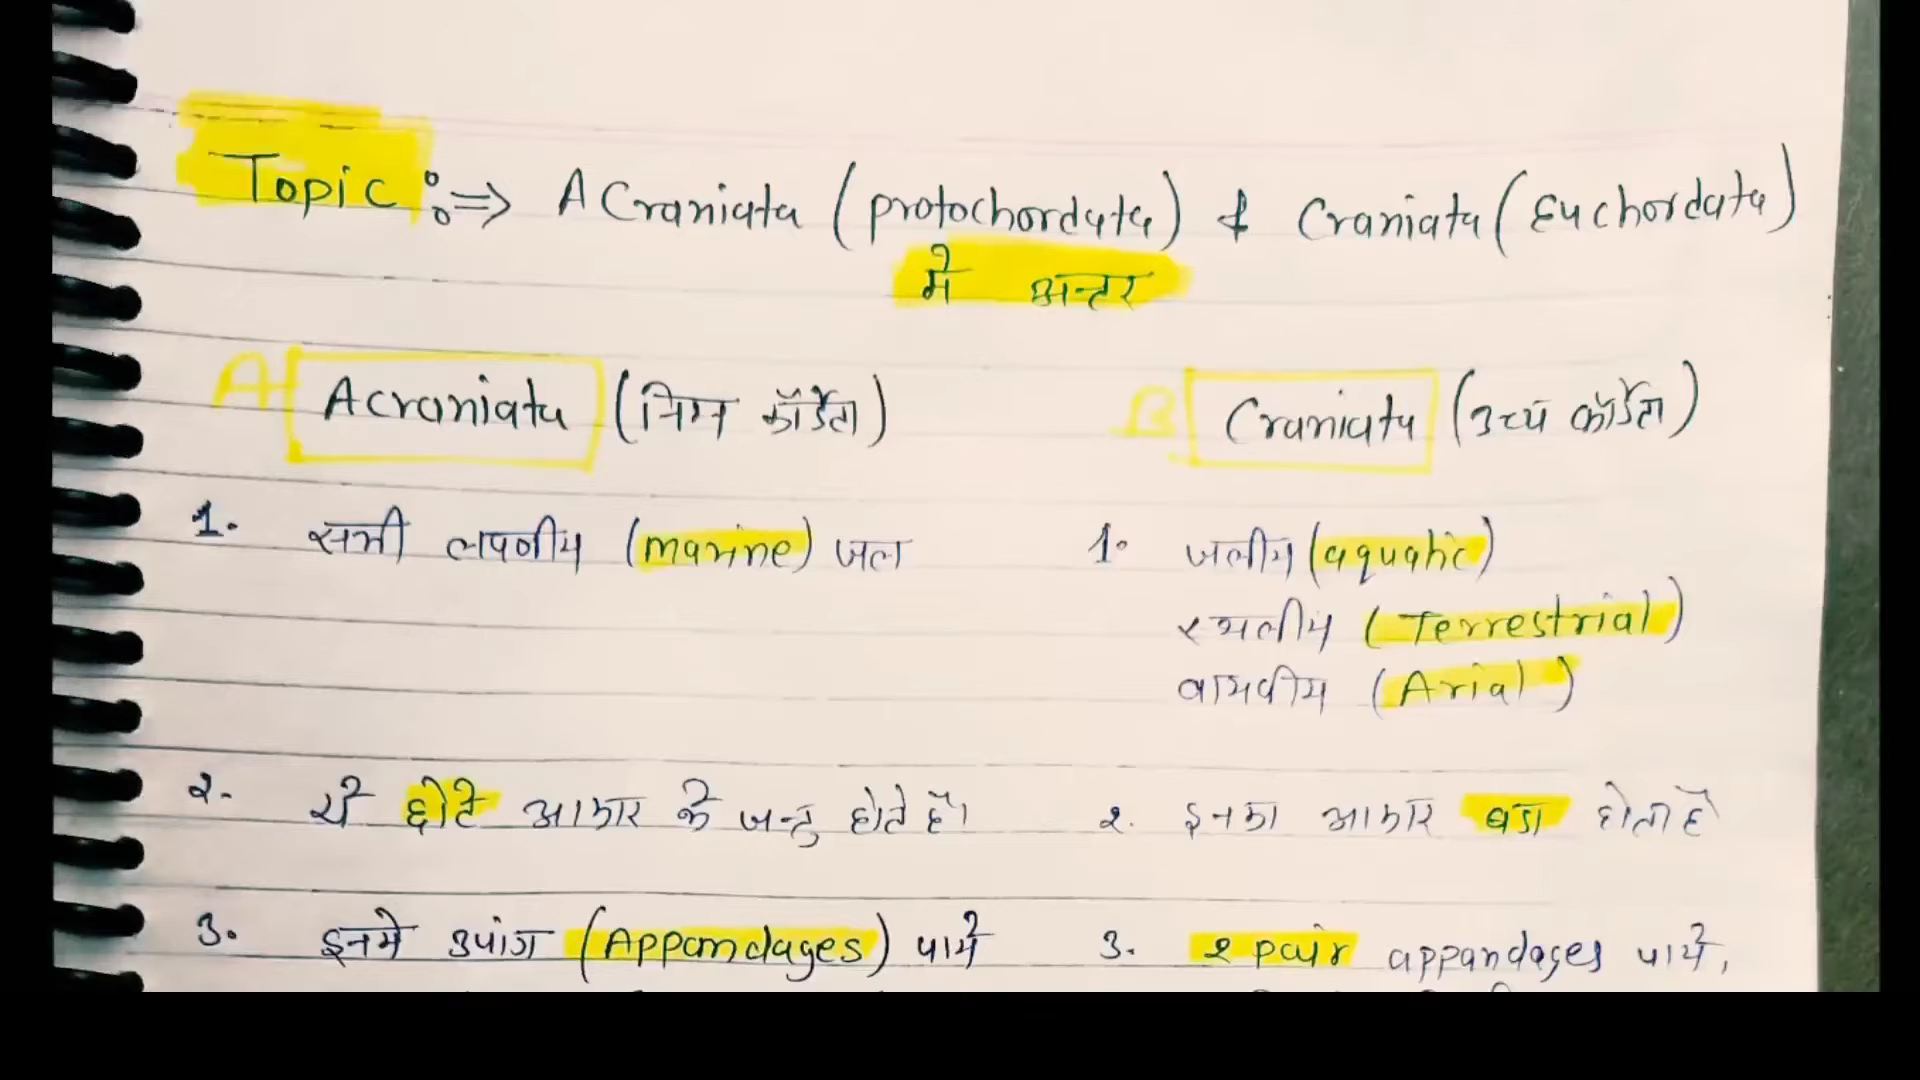 Topic :⇒ ACraniata (protochordata) & Craniata (Euchordata)
में अन्तर
A Acraniata (निम्न कॉर्डेटा)
B Craniata (उच्च कॉर्डेटा)
1. सभी लवणीय (marine) जल
1. जलीय (aquatic)
स्थलीय (Terrestrial)
वायवीय (Arial)
2. ये छोटे आकार के जन्तु होते है।
2. इनका आकार बडा होता है
3. इनमे उपांग (Appandages) पाये
3. 2 pair appandages पाये,